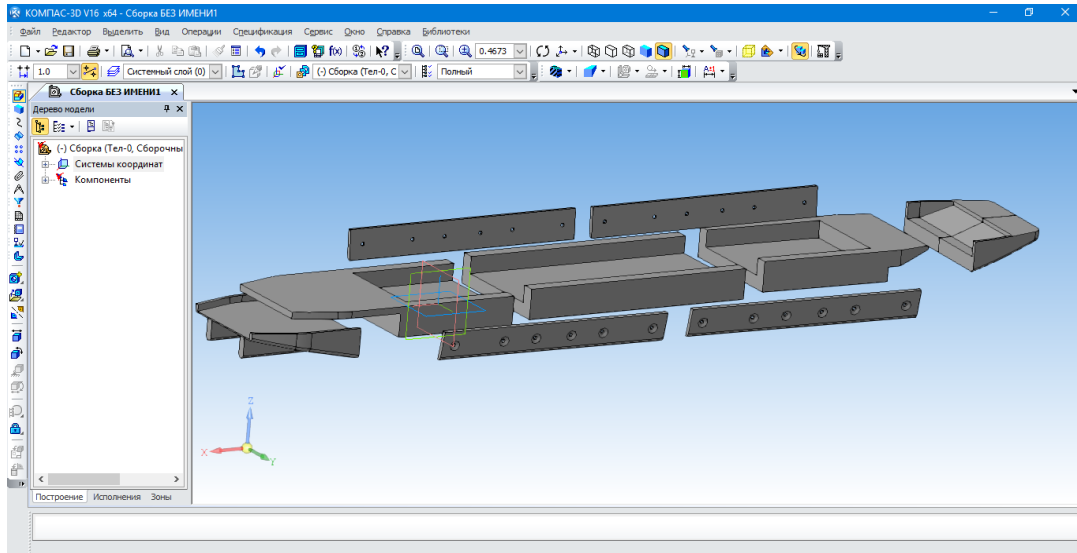 КОМПАС-3D V16 x64 - Сборка БЕЗ ИМЕНИ1
Файл Редактор Выделить Вид Операции Спецификация Сервис Окно Справка Библиотеки
0.4673
1.0 Системный слой (0) (-) Сборка (Тел-0, С Полный
Сборка БЕЗ ИМЕНИ1
Дерево модели
(-) Сборка (Тел-0, Сборочны
Системы координат
Компоненты
Z
X
Y
Построение Исполнения Зоны